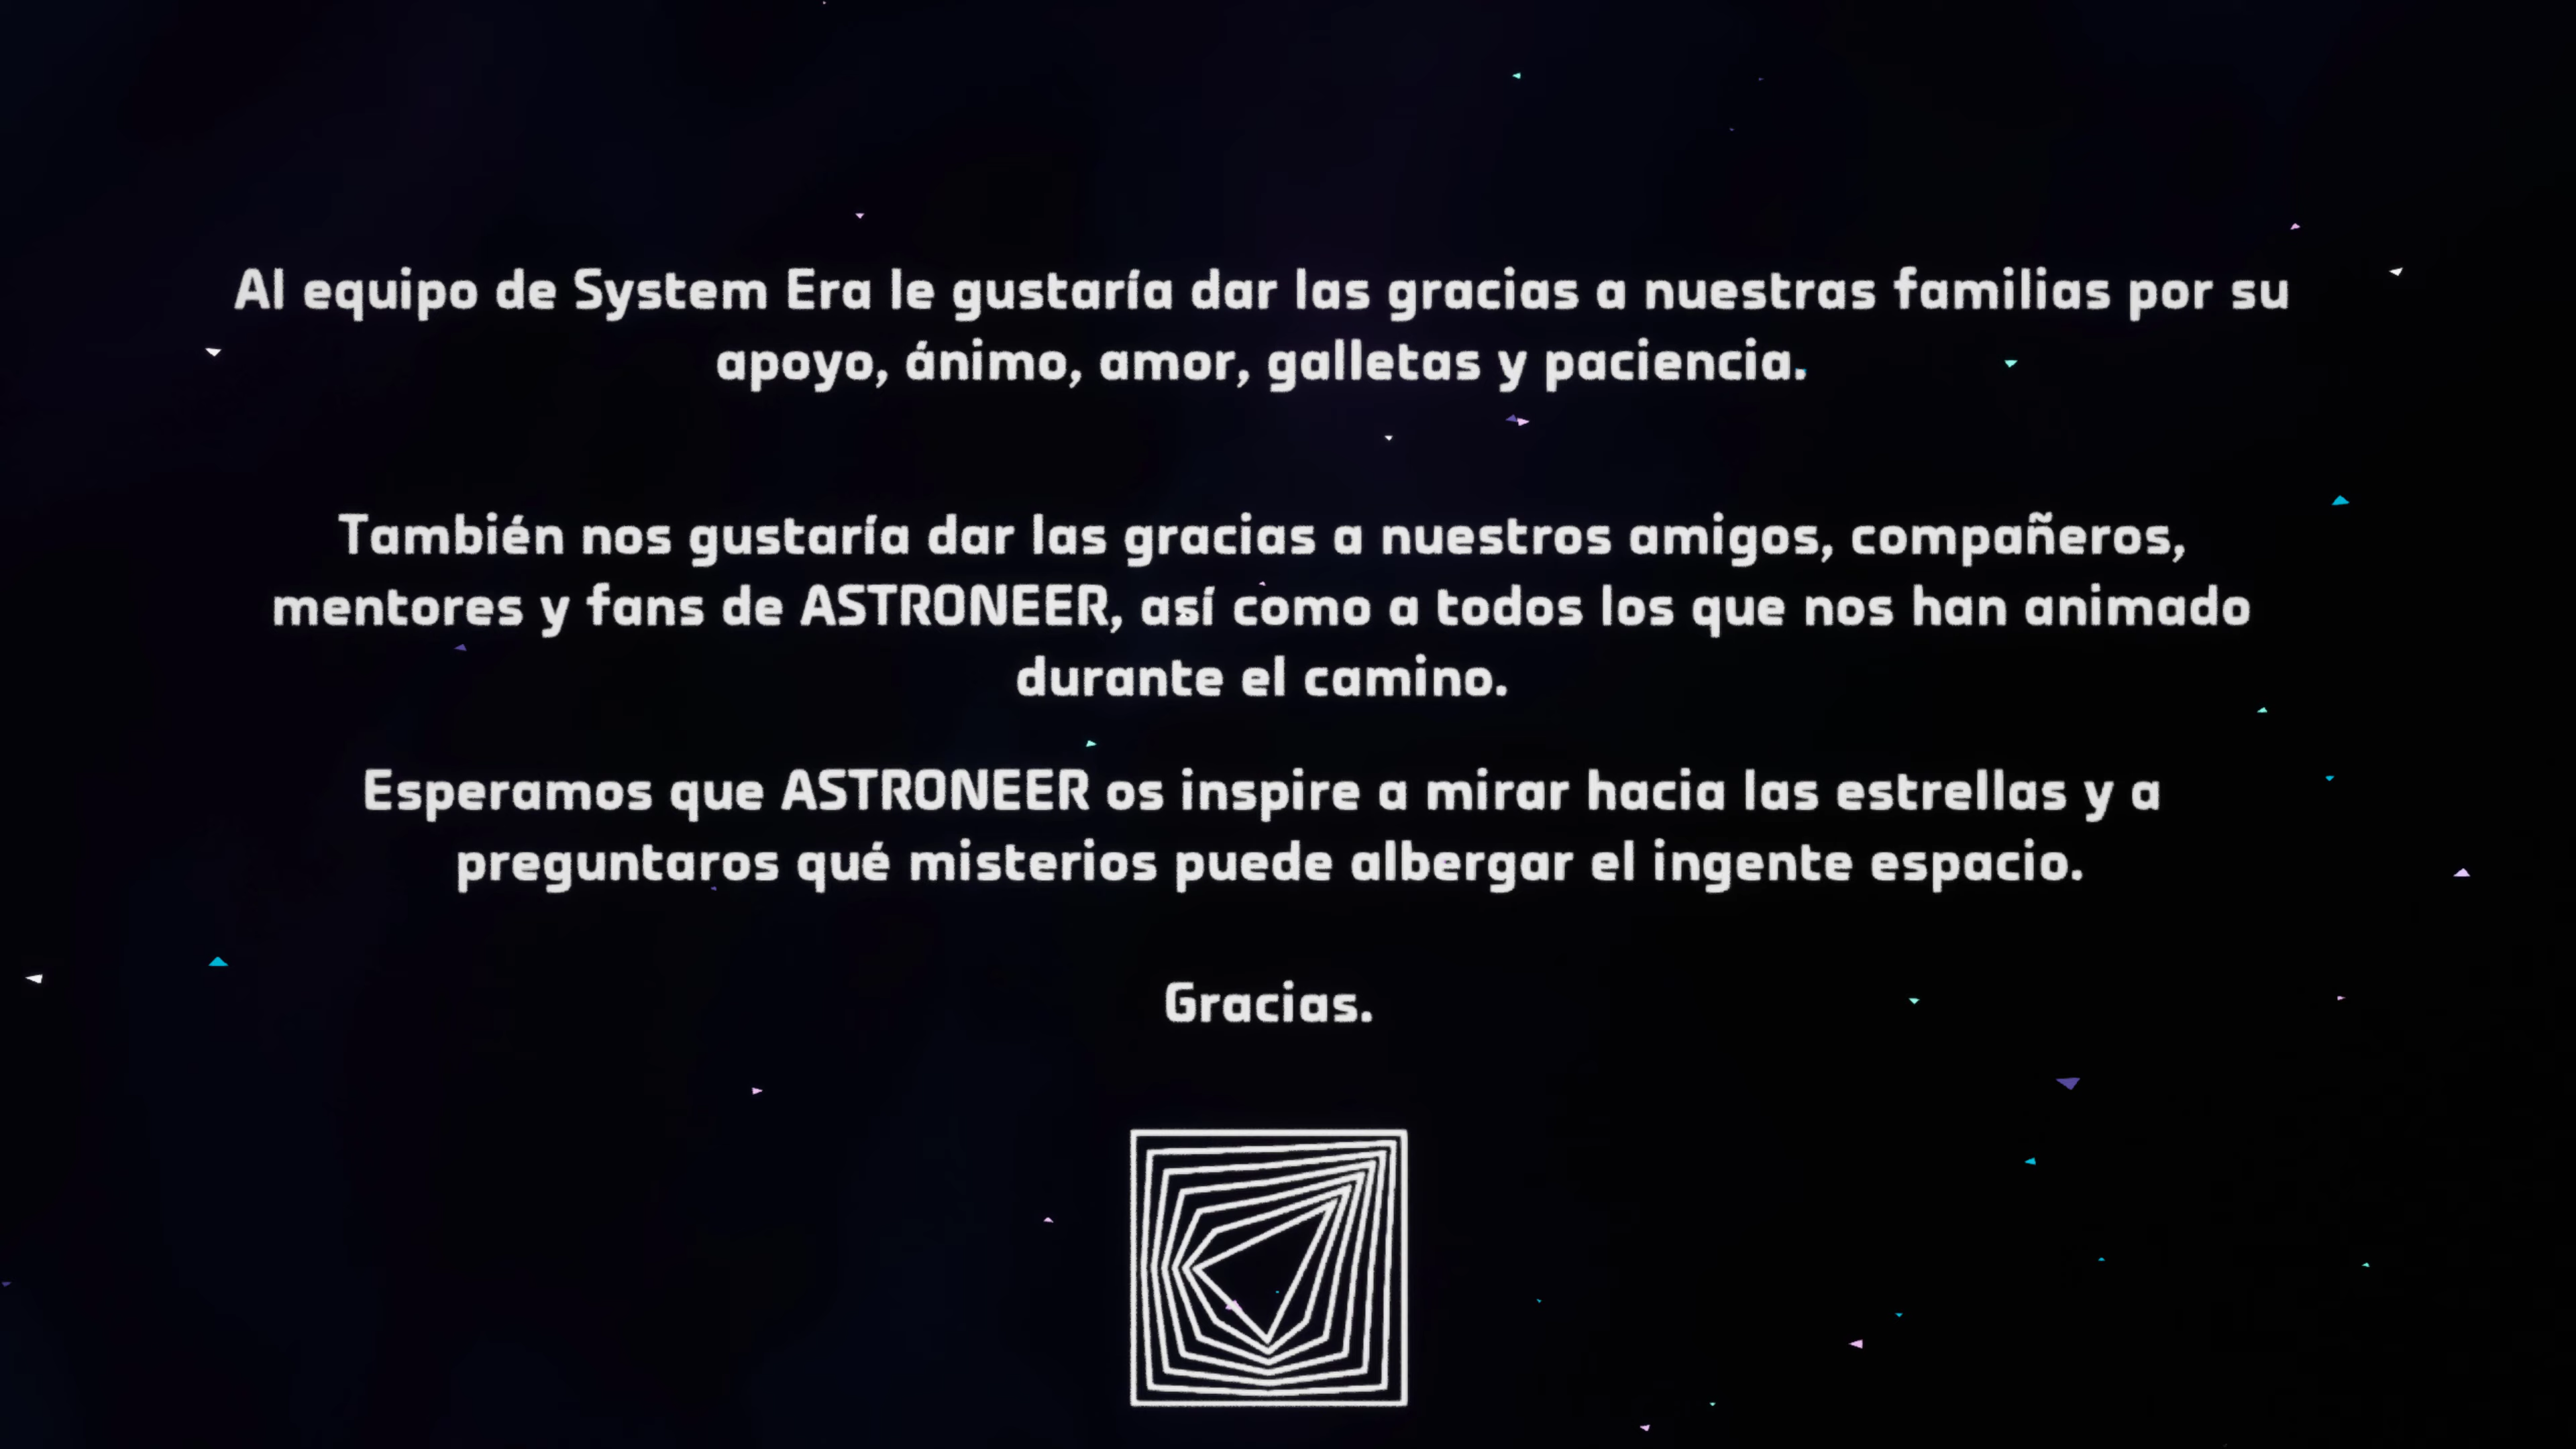 Al equipo de System Era le gustaría dar las gracias a nuestras familias por su
apoyo, ánimo, amor, galletas y paciencia.
También nos gustaría dar las gracias a nuestros amigos, compañeros,
mentores y fans de ASTRONEER, así como a todos los que nos han animado
durante el camino.
Esperamos que ASTRONEER os inspire a mirar hacia las estrellas y a
preguntaros qué misterios puede albergar el ingente espacio.
Gracias.